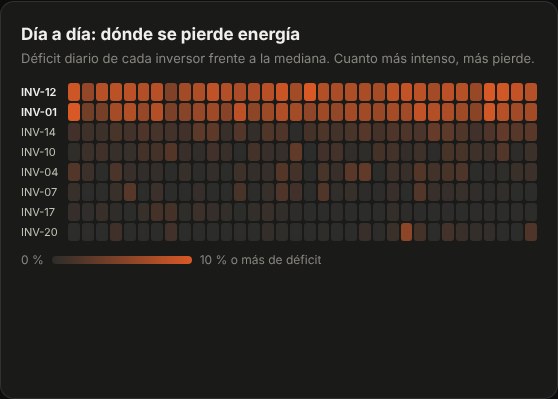 Día a día: dónde se pierde energía
Déficit diario de cada inversor frente a la mediana. Cuanto más intenso, más pierde.
INV-12
INV-01
INV-14
INV-10
INV-04
INV-07
INV-17
INV-20
0 % 10 % o más de déficit